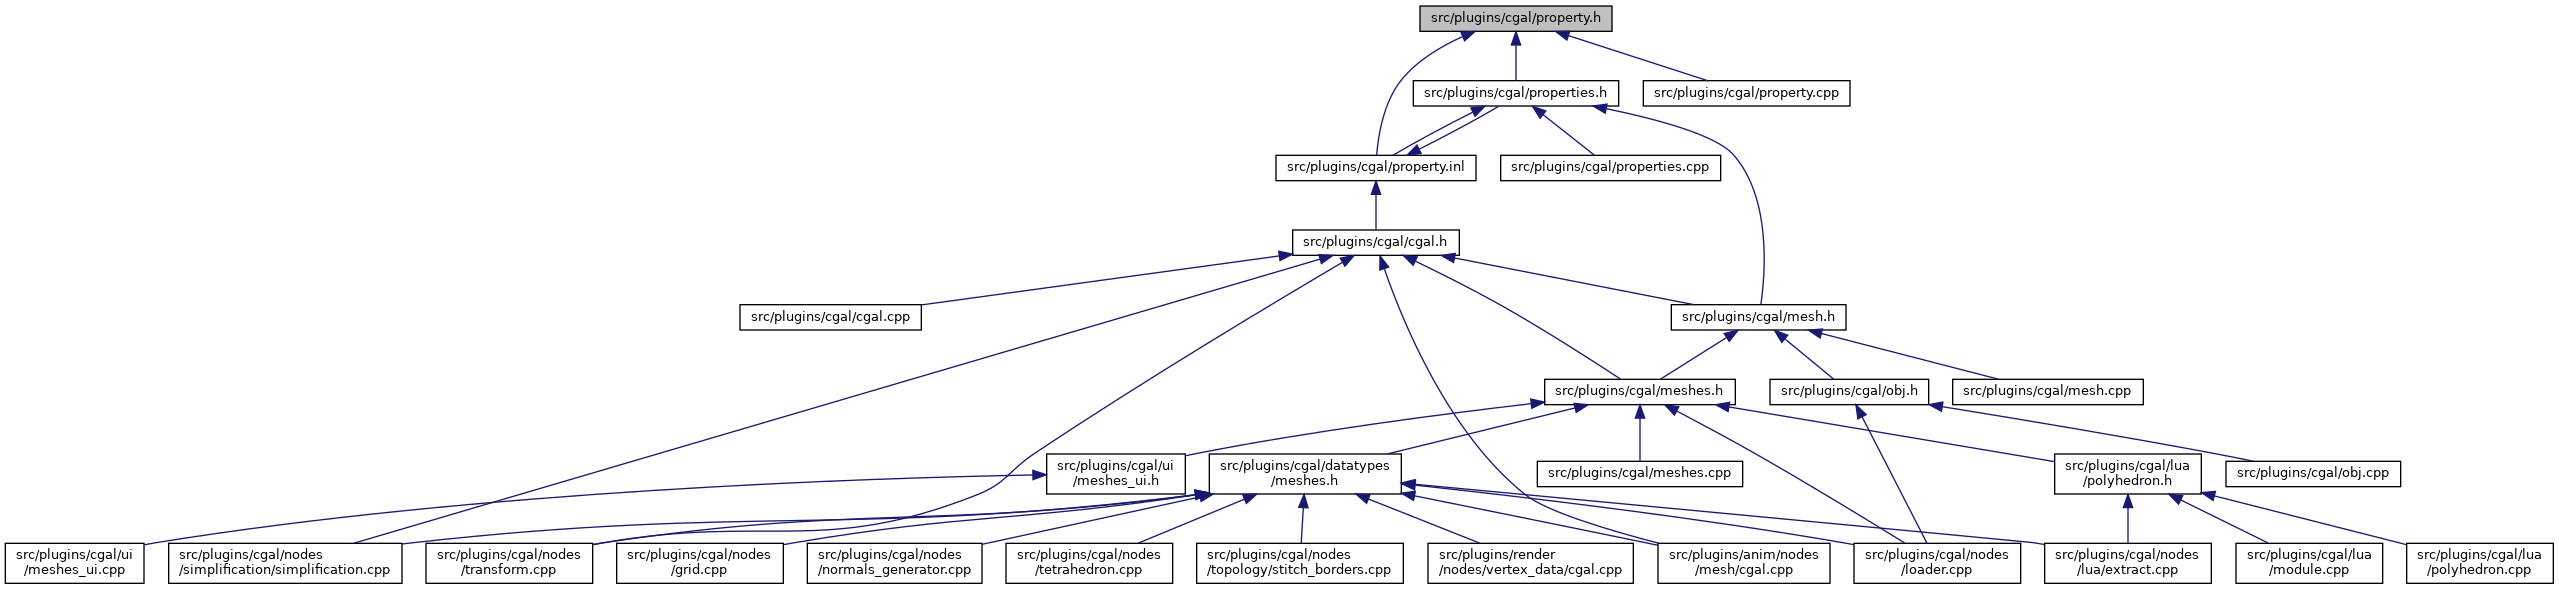 src/plugins/cgal/property.h
src/plugins/cgal/properties.h
src/plugins/cgal/property.cpp
src/plugins/cgal/property.inl
src/plugins/cgal/properties.cpp
src/plugins/cgal/cgal.h
src/plugins/cgal/cgal.cpp
src/plugins/cgal/mesh.h
src/plugins/cgal/meshes.h
src/plugins/cgal/obj.h
src/plugins/cgal/mesh.cpp
src/plugins/cgal/ui
/meshes_ui.h
src/plugins/cgal/datatypes
/meshes.h
src/plugins/cgal/meshes.cpp
src/plugins/cgal/lua
/polyhedron.h
src/plugins/cgal/obj.cpp
src/plugins/cgal/ui
/meshes_ui.cpp
src/plugins/cgal/nodes
/simplification/simplification.cpp
src/plugins/cgal/nodes
/transform.cpp
src/plugins/cgal/nodes
/grid.cpp
src/plugins/cgal/nodes
/normals_generator.cpp
src/plugins/cgal/nodes
/tetrahedron.cpp
src/plugins/cgal/nodes
/topology/stitch_borders.cpp
src/plugins/render
/nodes/vertex_data/cgal.cpp
src/plugins/anim/nodes
/mesh/cgal.cpp
src/plugins/cgal/nodes
/loader.cpp
src/plugins/cgal/nodes
/lua/extract.cpp
src/plugins/cgal/lua
/module.cpp
src/plugins/cgal/lua
/polyhedron.cpp